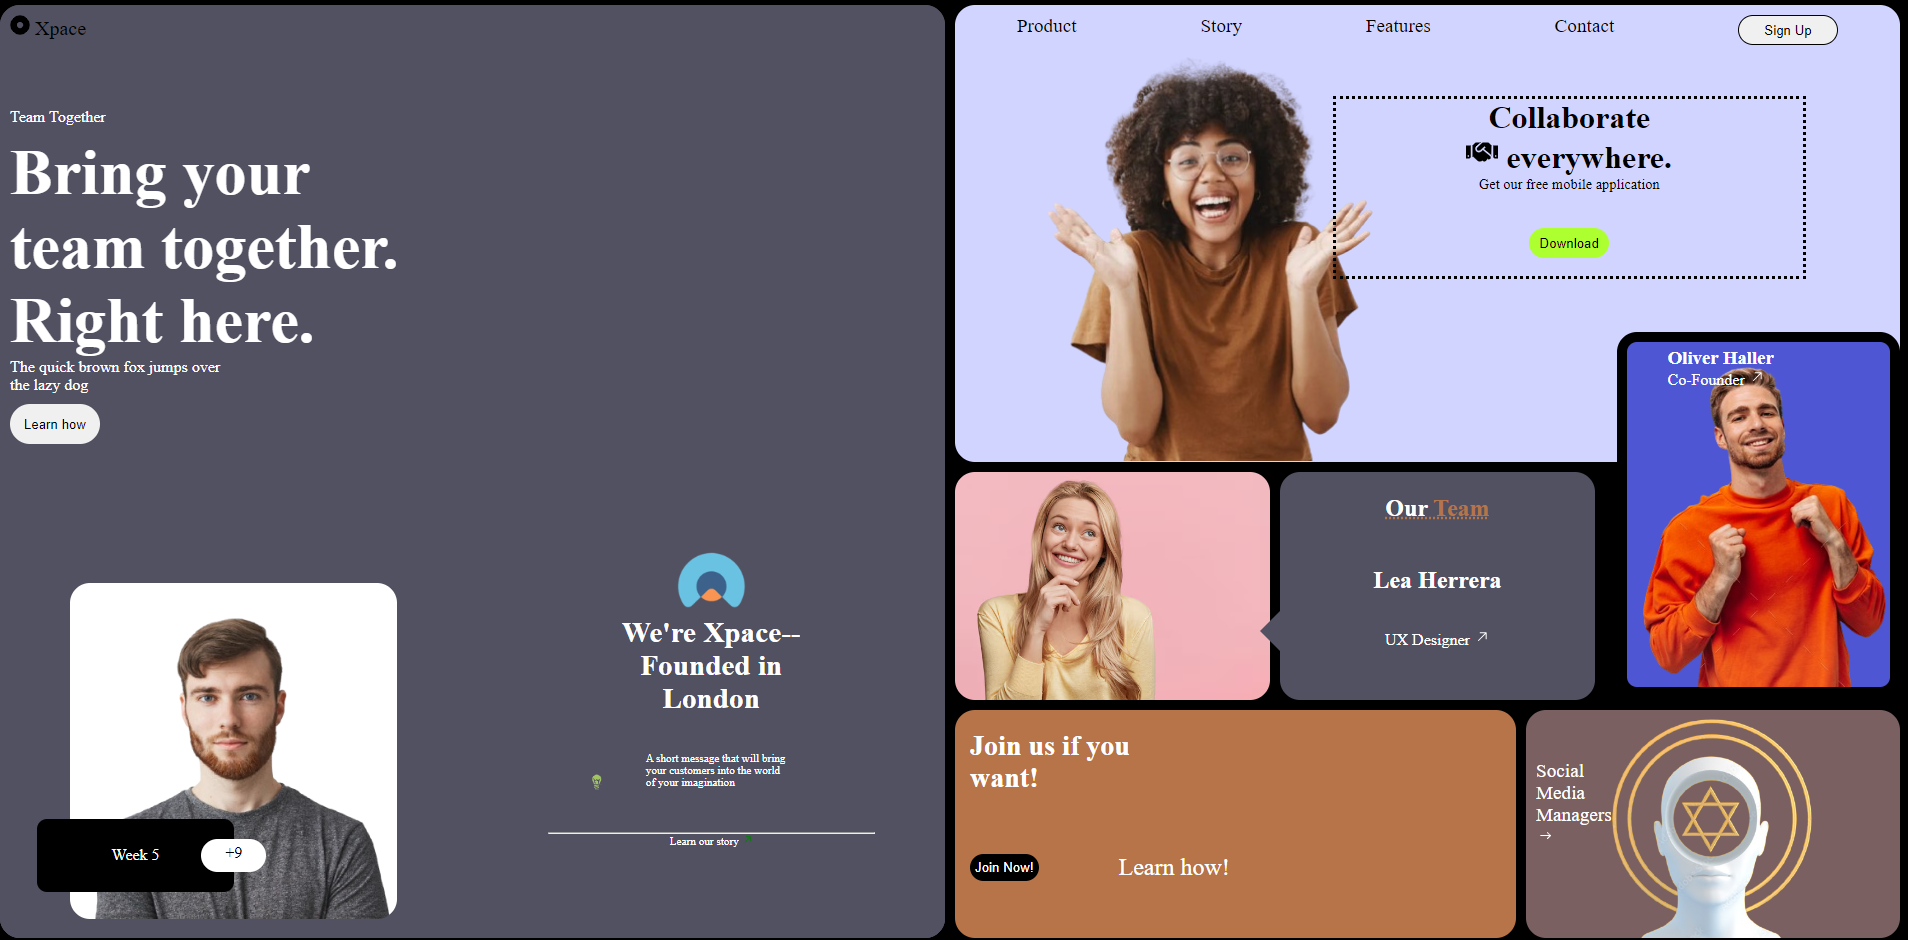 Xpace
Team Together
Bring your
team together.
Right here.
The quick brown fox jumps over
the lazy dog
Learn how
Week 5
+9
We're Xpace--
Founded in
London
A short message that will bring
your customers into the world
of your imagination
Learn our story
Product
Story
Features
Contact
Sign Up
Collaborate
everywhere.
Get our free mobile application
Download
Oliver Haller
Co-Founder
Our Team
Lea Herrera
UX Designer
Join us if you
want!
Join Now!
Learn how!
Social
Media
Managers